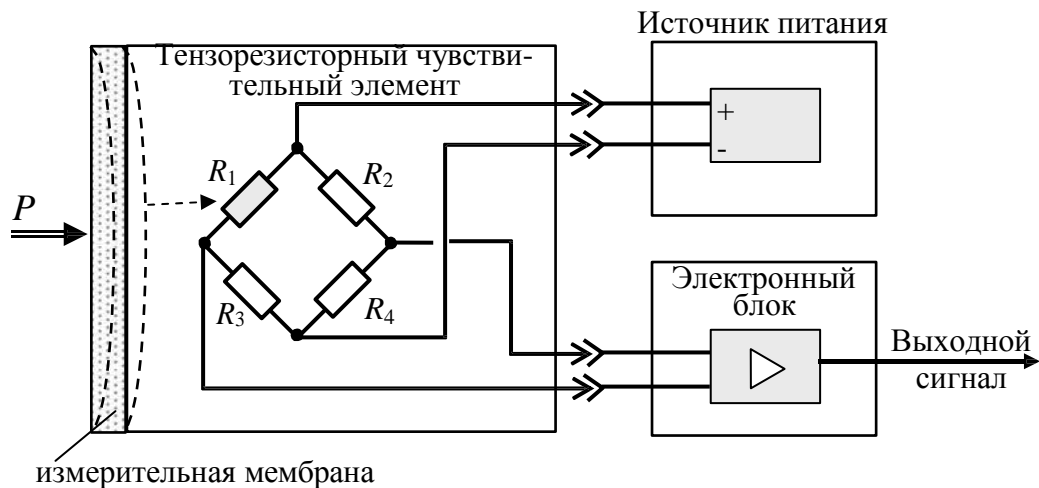 Источник питания
Тензорезисторный чувстви-
тельный элемент
+
-
R1
R2
P
Электронный
блок
R3
R4
Выходной
сигнал
измерительная мембрана